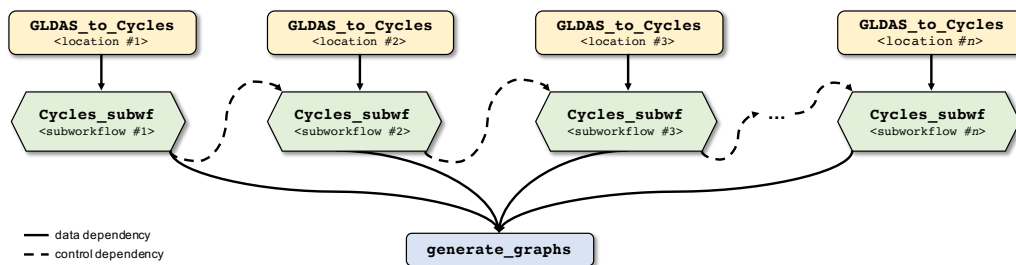 GLDAS_to_Cycles
<location #1>
GLDAS_to_Cycles
<location #2>
GLDAS_to_Cycles
<location #3>
GLDAS_to_Cycles
<location #n>
Cycles_subwf
<subworkflow #1>
Cycles_subwf
<subworkflow #2>
Cycles_subwf
<subworkflow #3>
...
Cycles_subwf
<subworkflow #n>
data dependency
control dependency
generate_graphs